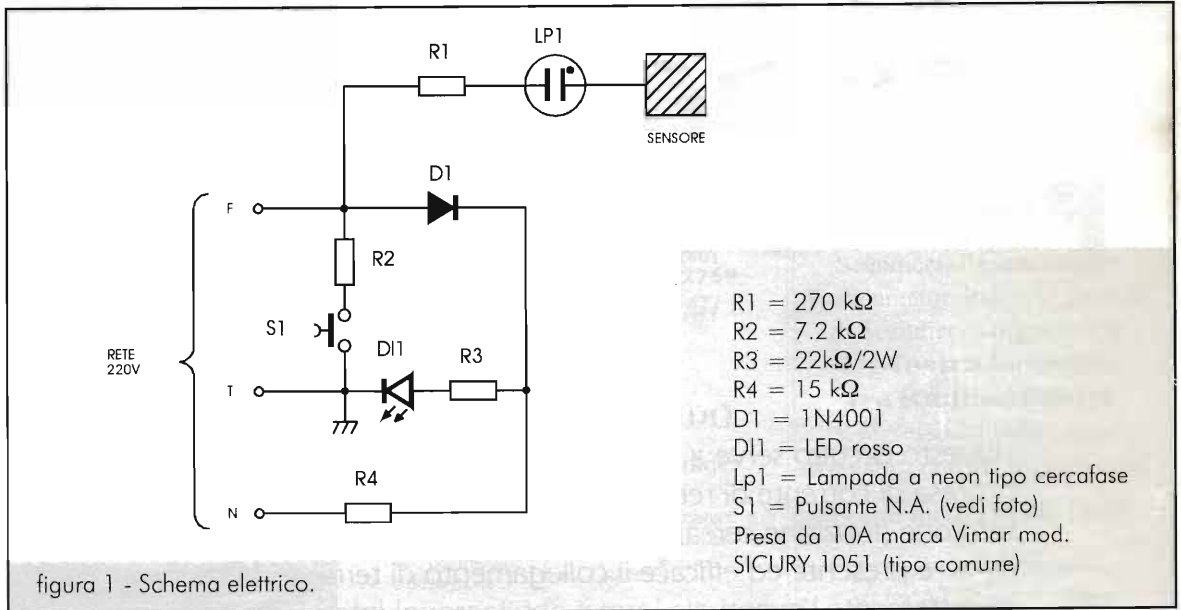 LP1
R1
SENSORE
D1
F
R2
S1
DI1
R3
RETE
220V
T
R4
N
R1 = 270 kΩ
R2 = 7.2 kΩ
R3 = 22kΩ/2W
R4 = 15 kΩ
D1 = 1N4001
DI1 = LED rosso
Lp1 = Lampada a neon tipo cercafase
S1 = Pulsante N.A. (vedi foto)
Presa da 10A marca Vimar mod.
SICURY 1051 (tipo comune)
figura 1 - Schema elettrico.